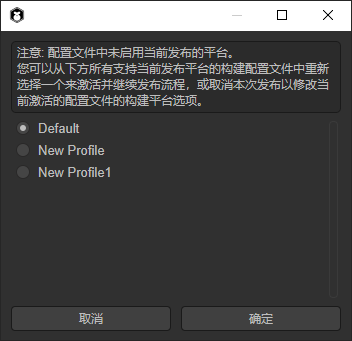 注意: 配置文件中未启用当前发布的平台。
您可以从下方所有支持当前发布平台的构建配置文件中重新
选择一个来激活并继续发布流程，或取消本次发布以修改当
前激活的配置文件的构建平台选项。
Default
New Profile
New Profile1
取消
确定